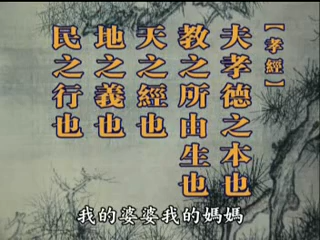 【孝經】
夫孝德之本也
教之所由生也
天之經也
地之義也
民之行也
我的婆婆我的媽媽